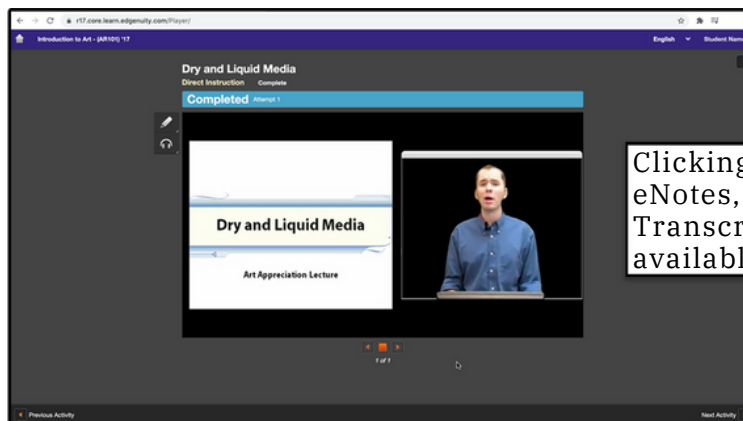 r17.core.learn.edgenuity.com/Player/
Introduction to Art - (AR101) '17
English
Student Name
Dry and Liquid Media
Direct Instruction Complete
Completed Attempt 1
Dry and Liquid Media
Art Appreciation Lecture
Clicking
eNotes,
1 of 1
Previous Activity
Next Activity